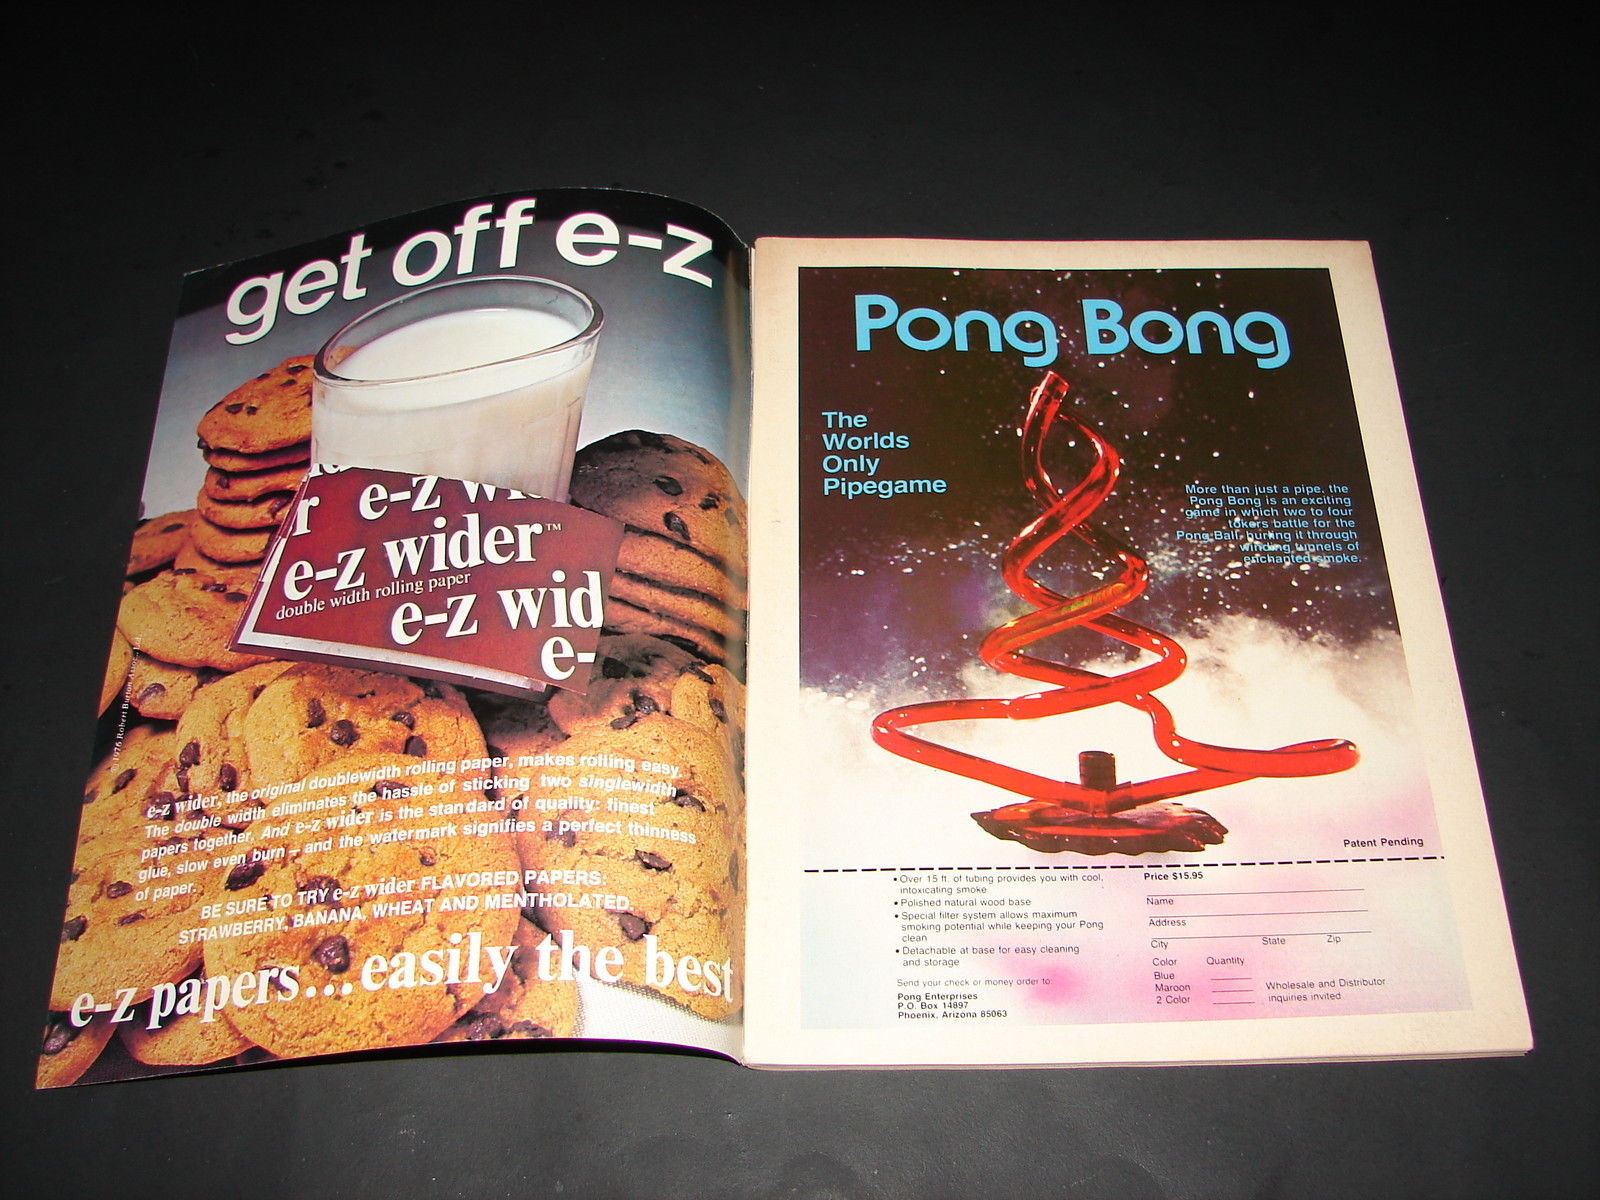 get off e-z
r e-z wi
e-z wider™
double width rolling paper
e-z wid
e-
© 1976 Robert Burton Assoc.
e-z wider, the original doublewidth rolling paper, makes rolling easy.
The double width eliminates the hassle of sticking two singlewidth
papers together. And e-z wider is the standard of quality: finest
glue, slow even burn – and the watermark signifies a perfect thinness
of paper.
BE SURE TO TRY e-z wider FLAVORED PAPERS:
STRAWBERRY, BANANA, WHEAT AND MENTHOLATED.
e-z papers...easily the best
Pong Bong
The
Worlds
Only
Pipegame
More than just a pipe, the
Pong Bong is an exciting
game in which two to four
tokers battle for the
Pong Ball, hurling it through
winding tunnels of
enchanted smoke.
Patent Pending
• Over 15 ft. of tubing provides you with cool,
intoxicating smoke
• Polished natural wood base
• Special filter system allows maximum
smoking potential while keeping your Pong
clean
• Detachable at base for easy cleaning
and storage
Send your check or money order to:
Pong Enterprises
P.O. Box 14897
Phoenix, Arizona 85063
Price $15.95
Name
Address
City State Zip
Color Quantity
Blue
Maroon
2 Color
Wholesale and Distributor
inquiries invited